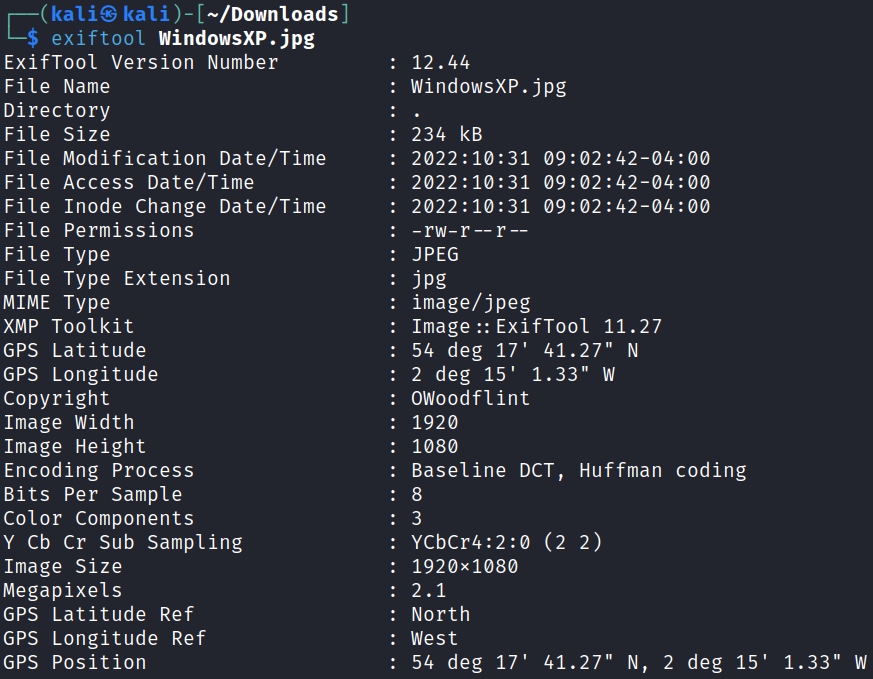 ┌──(kali㉿kali)-[~/Downloads]
└─$ exiftool WindowsXP.jpg
ExifTool Version Number : 12.44
File Name : WindowsXP.jpg
Directory : .
File Size : 234 kB
File Modification Date/Time : 2022:10:31 09:02:42-04:00
File Access Date/Time : 2022:10:31 09:02:42-04:00
File Inode Change Date/Time : 2022:10:31 09:02:42-04:00
File Permissions : -rw-r--r--
File Type : JPEG
File Type Extension : jpg
MIME Type : image/jpeg
XMP Toolkit : Image::ExifTool 11.27
GPS Latitude : 54 deg 17' 41.27" N
GPS Longitude : 2 deg 15' 1.33" W
Copyright : OWoodflint
Image Width : 1920
Image Height : 1080
Encoding Process : Baseline DCT, Huffman coding
Bits Per Sample : 8
Color Components : 3
Y Cb Cr Sub Sampling : YCbCr4:2:0 (2 2)
Image Size : 1920×1080
Megapixels : 2.1
GPS Latitude Ref : North
GPS Longitude Ref : West
GPS Position : 54 deg 17' 41.27" N, 2 deg 15' 1.33" W